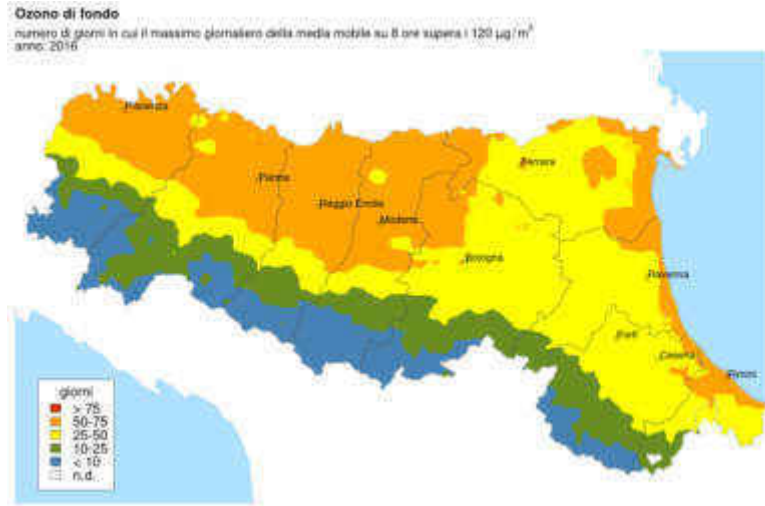 Ozono di fondo
numero di giorni in cui il massimo giornaliero della media mobile su 8 ore supera i 120 µg/m³
anno: 2016
Piacenza
Parma
Reggio Emilia
Modena
Ferrara
Bologna
Ravenna
Forlì
Cesena
Rimini
giorni
> 75
50-75
25-50
10-25
< 10
n.d.